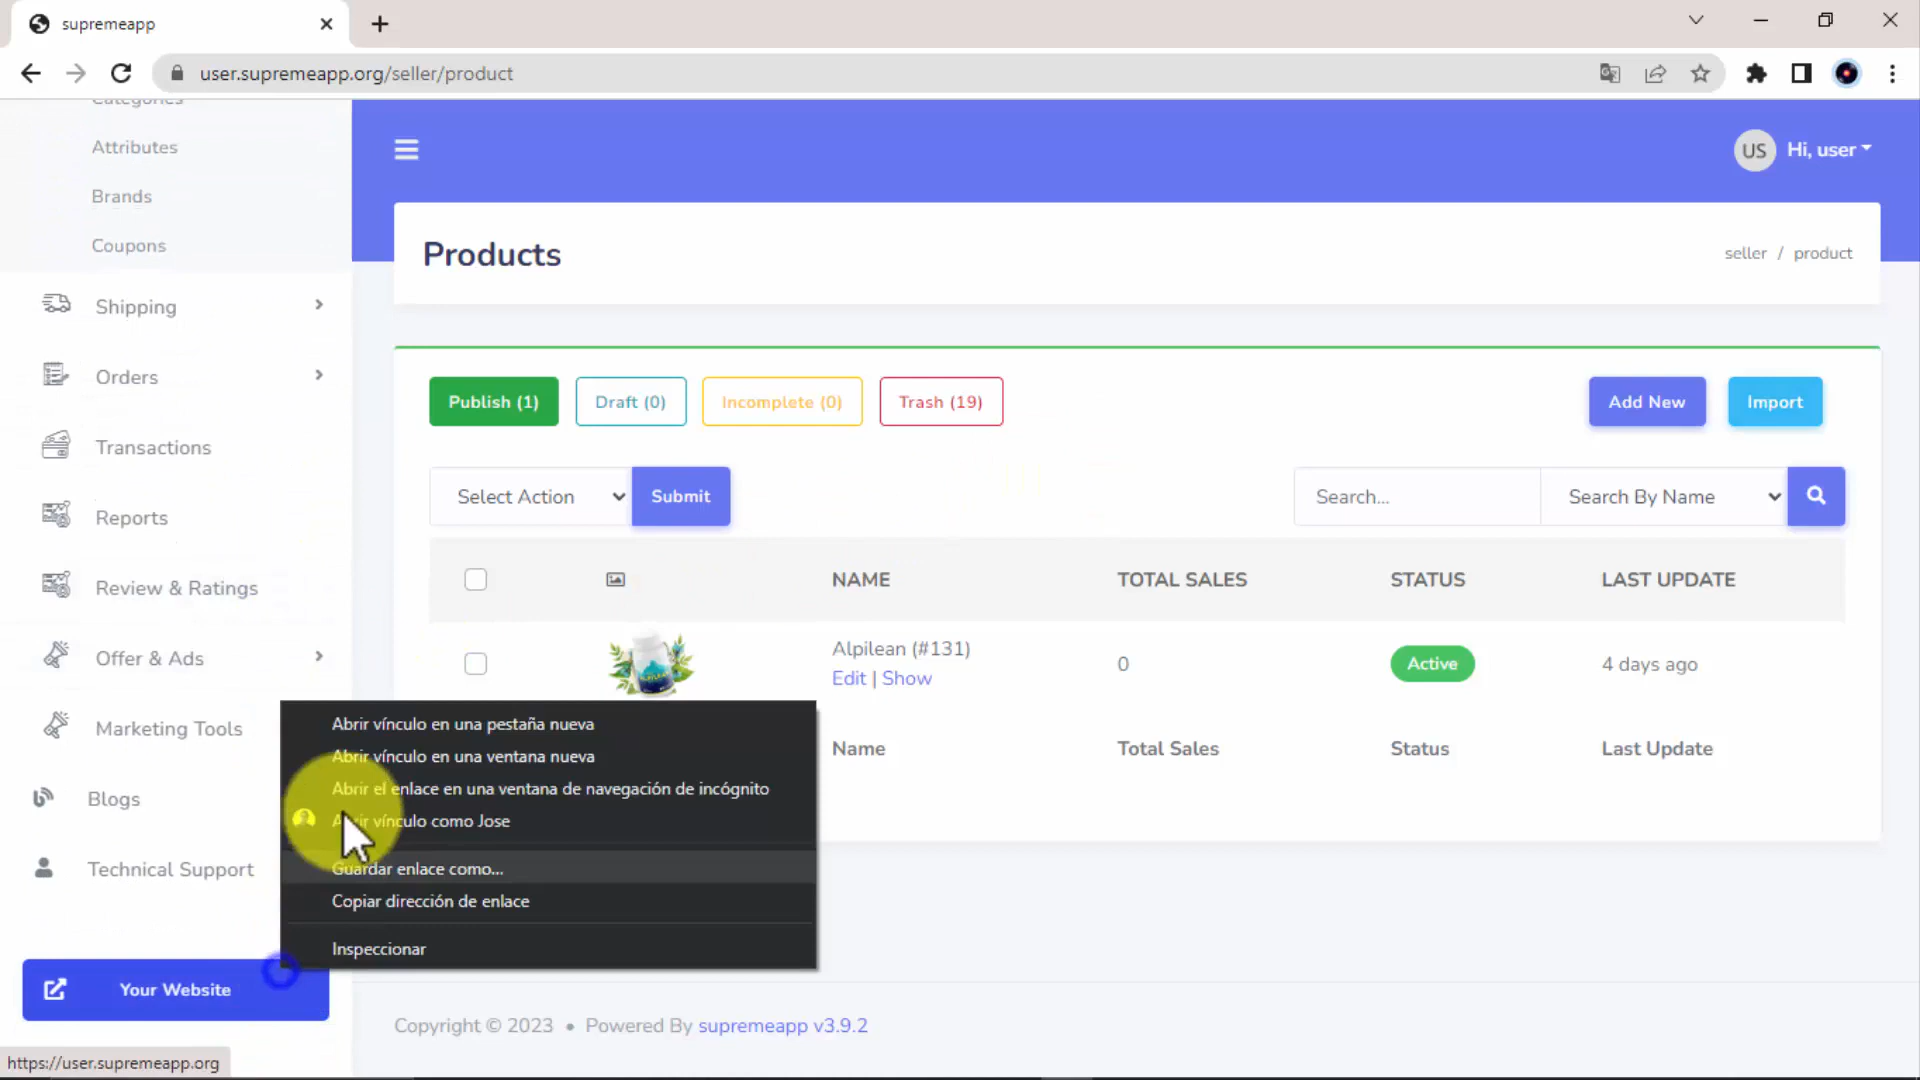 supremeapp
user.supremeapp.org/seller/product
Categories
Attributes
Brands
Coupons
Shipping
Orders
Transactions
Reports
Review & Ratings
Offer & Ads
Marketing Tools
Blogs
Technical Support
Your Website
https://user.supremeapp.org
US Hi, user
Products
seller / product
Publish (1) Draft (0) Incomplete (0) Trash (19) Add New Import
Select Action Submit Search... Search By Name
NAME TOTAL SALES STATUS LAST UPDATE
Alpilean (#131) 0 Active 4 days ago
Edit | Show
Name Total Sales Status Last Update
Abrir vínculo en una pestaña nueva
Abrir vínculo en una ventana nueva
Abrir el enlace en una ventana de navegación de incógnito
Abrir vínculo como Jose
Guardar enlace como...
Copiar dirección de enlace
Inspeccionar
Copyright © 2023 • Powered By supremeapp v3.9.2